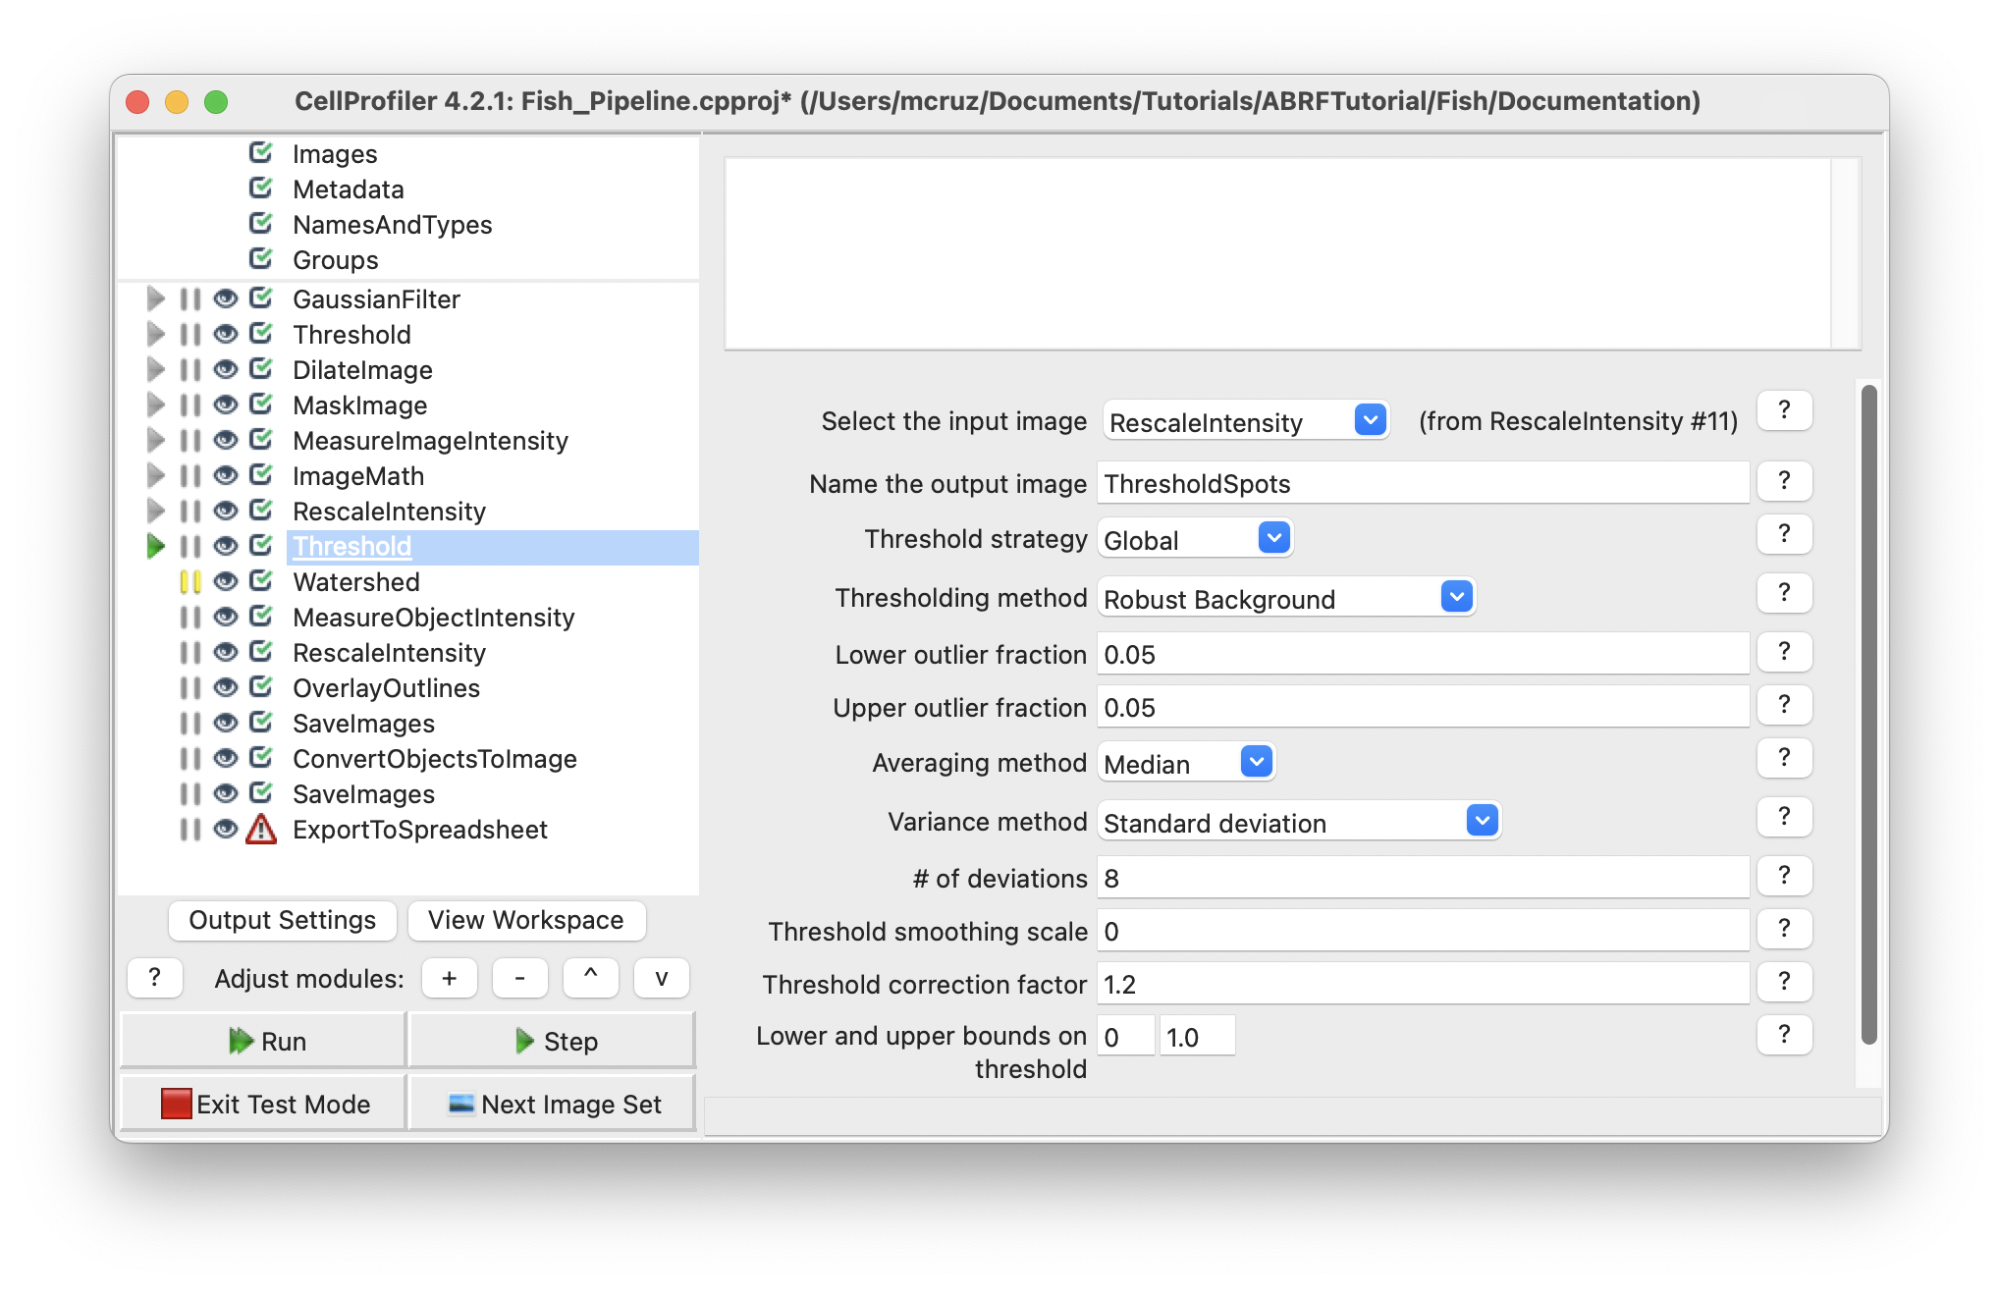 CellProfiler 4.2.1: Fish_Pipeline.cpproj* (/Users/mcruz/Documents/Tutorials/ABRFTutorial/Fish/Documentation)
Images
Metadata
NamesAndTypes
Groups
GaussianFilter
Threshold
DilateImage
MaskImage
MeasureImageIntensity
ImageMath
RescaleIntensity
Threshold
Watershed
MeasureObjectIntensity
RescaleIntensity
OverlayOutlines
SaveImages
ConvertObjectsToImage
SaveImages
ExportToSpreadsheet
Output Settings View Workspace
? Adjust modules: + - ^ v
Run Step
Exit Test Mode Next Image Set
Select the input image RescaleIntensity (from RescaleIntensity #11) ?
Name the output image ThresholdSpots ?
Threshold strategy Global ?
Thresholding method Robust Background ?
Lower outlier fraction 0.05 ?
Upper outlier fraction 0.05 ?
Averaging method Median ?
Variance method Standard deviation ?
# of deviations 8 ?
Threshold smoothing scale 0 ?
Threshold correction factor 1.2 ?
Lower and upper bounds on 0 1.0 ?
threshold